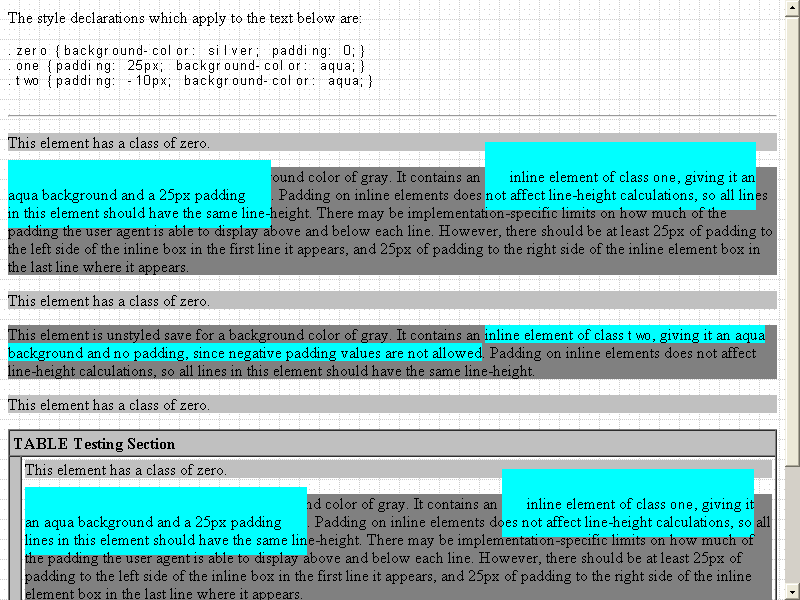 The style declarations which apply to the text below are:
.zero {background-color: silver; padding: 0;}
.one {padding: 25px; background-color: aqua;}
.two {padding: -10px; background-color: aqua;}
This element has a class of zero.
ound color of gray. It contains an inline element of class one, giving it an
aqua background and a 25px padding. Padding on inline elements does not affect line-height calculations, so all lines
in this element should have the same line-height. There may be implementation-specific limits on how much of the
padding the user agent is able to display above and below each line. However, there should be at least 25px of padding to
the left side of the inline box in the first line it appears, and 25px of padding to the right side of the inline element box in
the last line where it appears.
This element has a class of zero.
This element is unstyled save for a background color of gray. It contains an inline element of class two, giving it an aqua
background and no padding, since negative padding values are not allowed. Padding on inline elements does not affect
line-height calculations, so all lines in this element should have the same line-height.
This element has a class of zero.
TABLE Testing Section
This element has a class of zero.
nd color of gray. It contains an inline element of class one, giving it
an aqua background and a 25px padding. Padding on inline elements does not affect line-height calculations, so all
lines in this element should have the same line-height. There may be implementation-specific limits on how much of
the padding the user agent is able to display above and below each line. However, there should be at least 25px of
padding to the left side of the inline box in the first line it appears, and 25px of padding to the right side of the inline
element box in the last line where it appears.